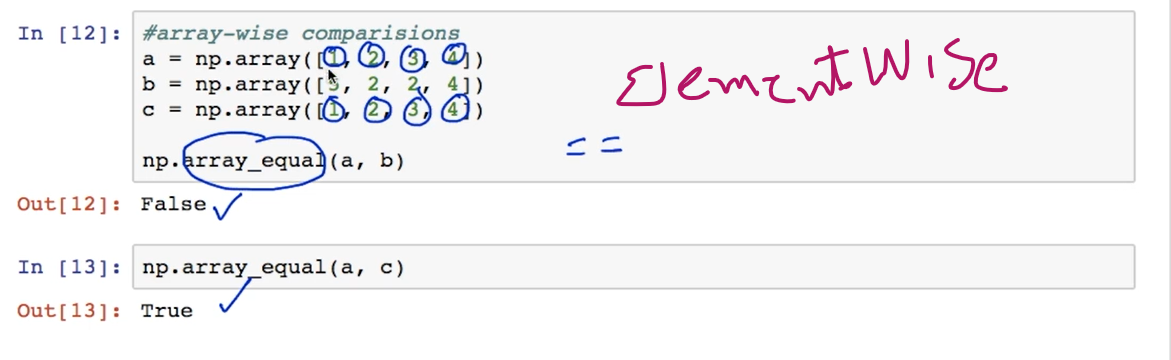 In [12]: #array-wise comparisions
a = np.array([1, 2, 3, 4])
b = np.array([5, 2, 2, 4])
c = np.array([1, 2, 3, 4])
ElementWise
==
np.array_equal(a, b)
Out[12]: False
In [13]: np.array_equal(a, c)
Out[13]: True